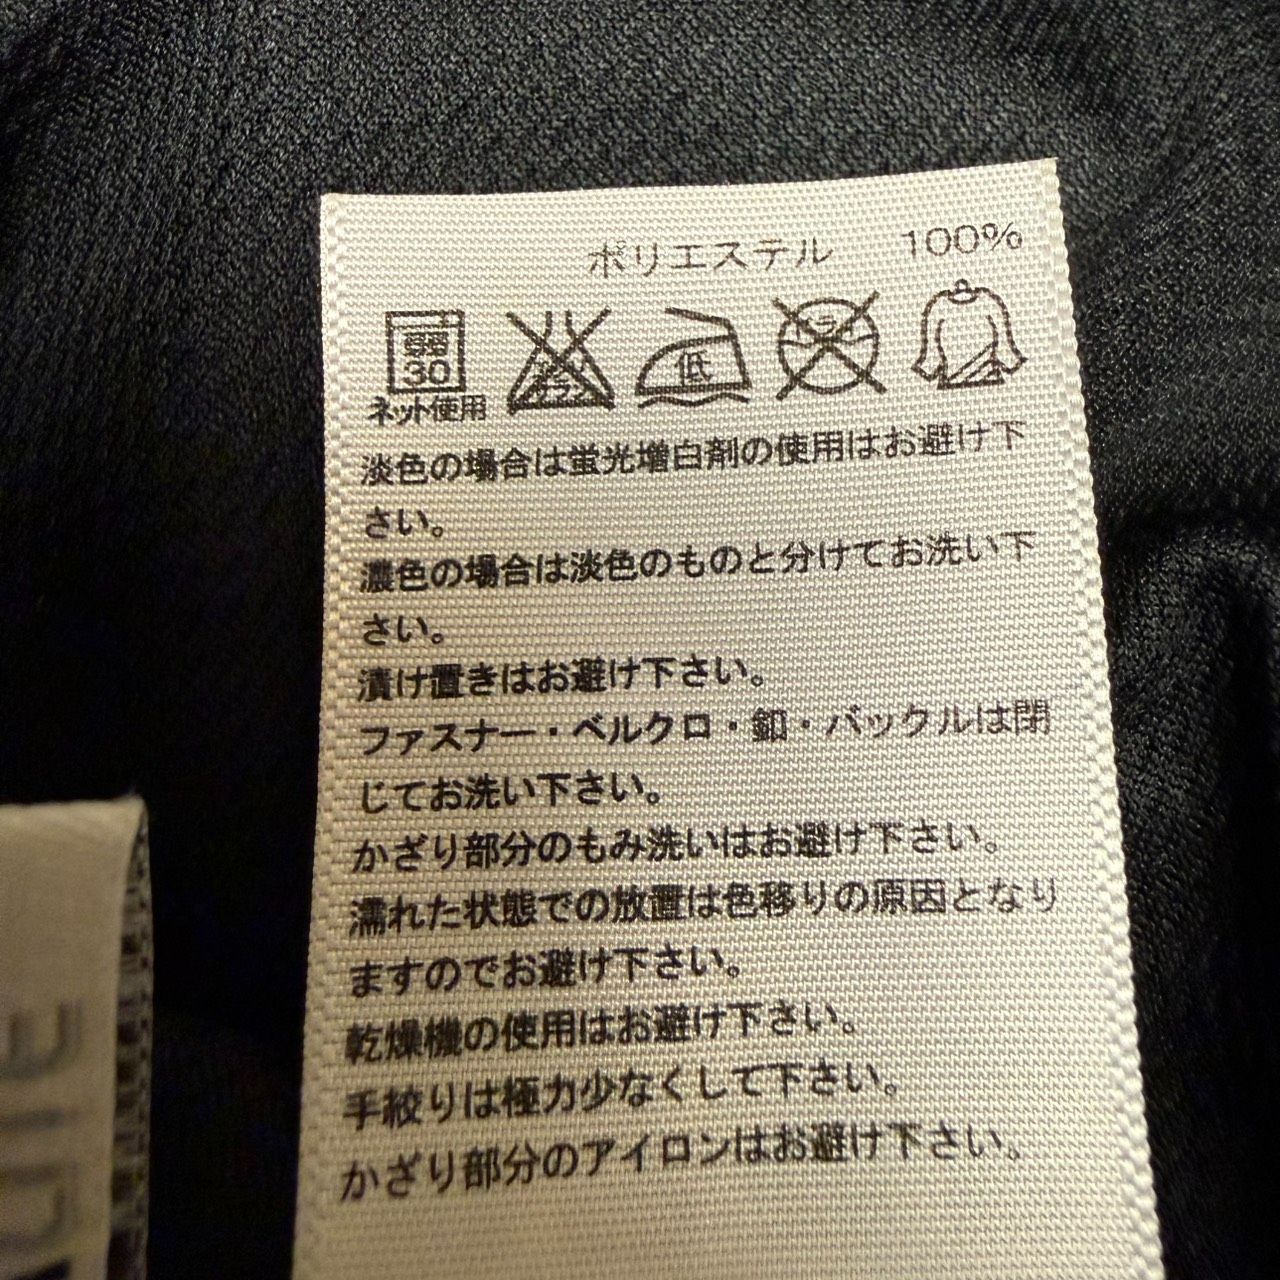 ポリエステル 100%
弱
30
ネット使用
エンソ
サラシ
低
ドライ
淡色の場合は蛍光増白剤の使用はお避け下
さい。
濃色の場合は淡色のものと分けてお洗い下
さい。
漬け置きはお避け下さい。
ファスナー・ベルクロ・釦・バックルは閉
じてお洗い下さい。
かざり部分のもみ洗いはお避け下さい。
濡れた状態での放置は色移りの原因となり
ますのでお避け下さい。
乾燥機の使用はお避け下さい。
手絞りは極力少なくして下さい。
かざり部分のアイロンはお避け下さい。